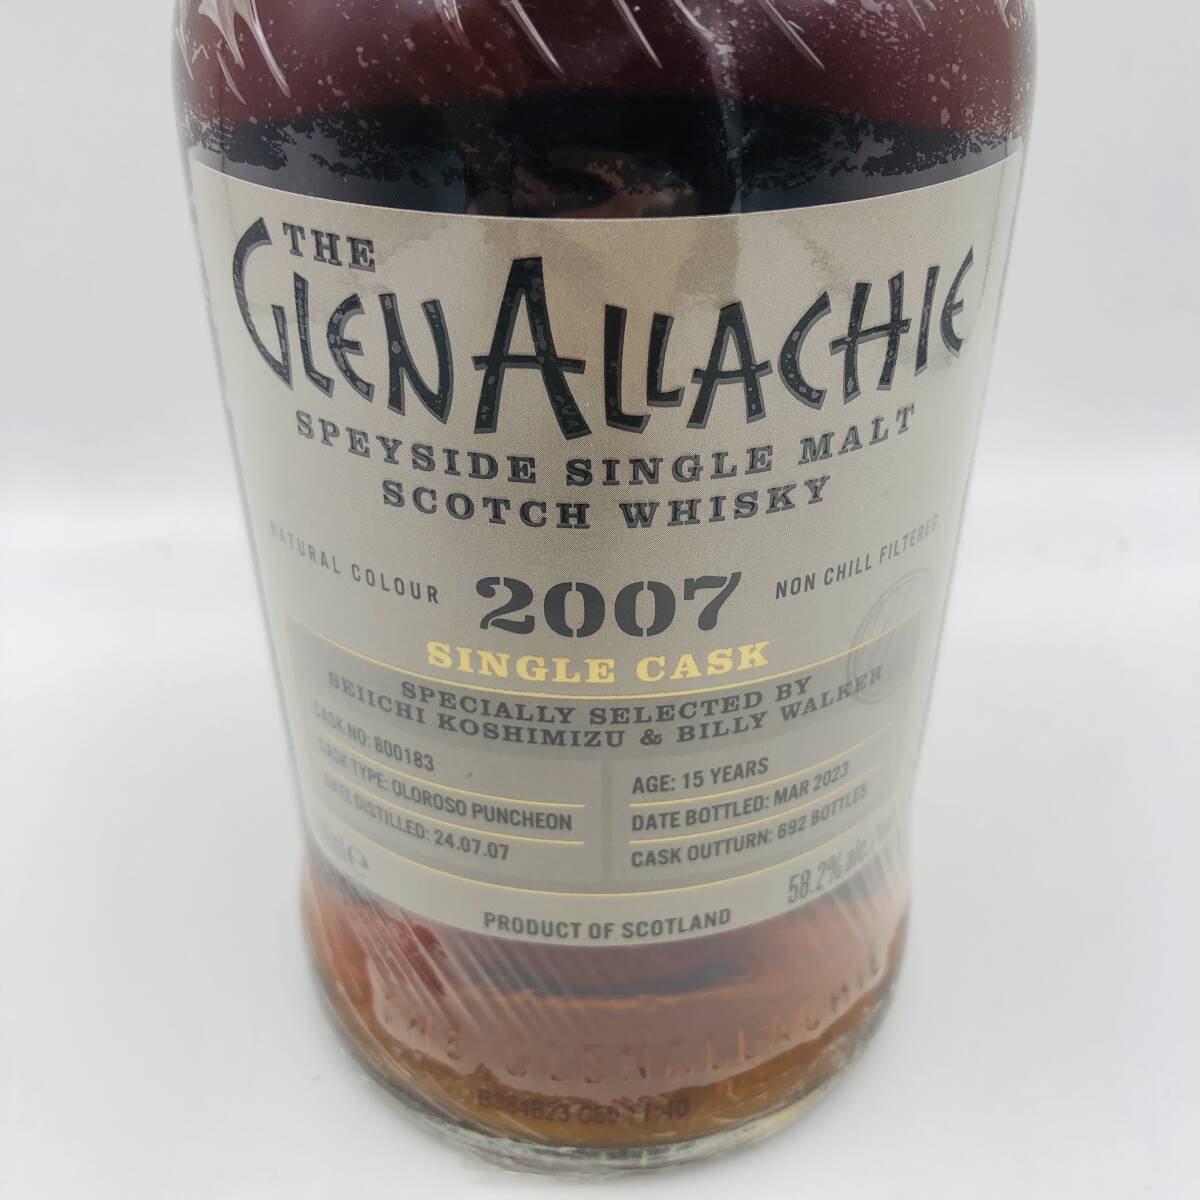 THE
GLENALLACHIE
SPEYSIDE SINGLE MALT
SCOTCH WHISKY
NATURAL COLOUR
2007
NON CHILL FILTERED
SINGLE CASK
SPECIALLY SELECTED BY
SEIICHI KOSHIMIZU & BILLY WALKER
CASK NO: 800183
CASK TYPE: OLOROSO PUNCHEON
DATE DISTILLED: 24.07.07
AGE: 15 YEARS
DATE BOTTLED: MAR 2023
CASK OUTTURN: 692 BOTTLES
58.2% alc.
PRODUCT OF SCOTLAND
THE GLENALLACHIE